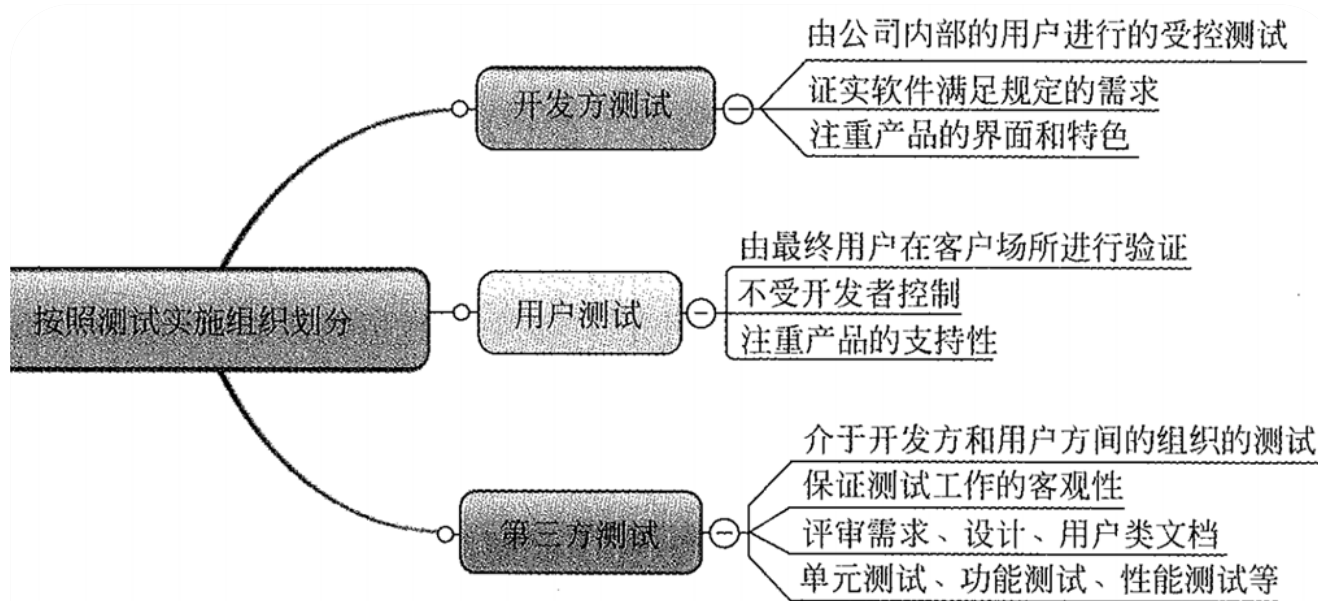 按照测试实施组织划分
开发方测试
由公司内部的用户进行的受控测试
证实软件满足规定的需求
注重产品的界面和特色
用户测试
由最终用户在客户场所进行验证
不受开发者控制
注重产品的支持性
第三方测试
介于开发方和用户方间的组织的测试
保证测试工作的客观性
评审需求、设计、用户类文档
单元测试、功能测试、性能测试等